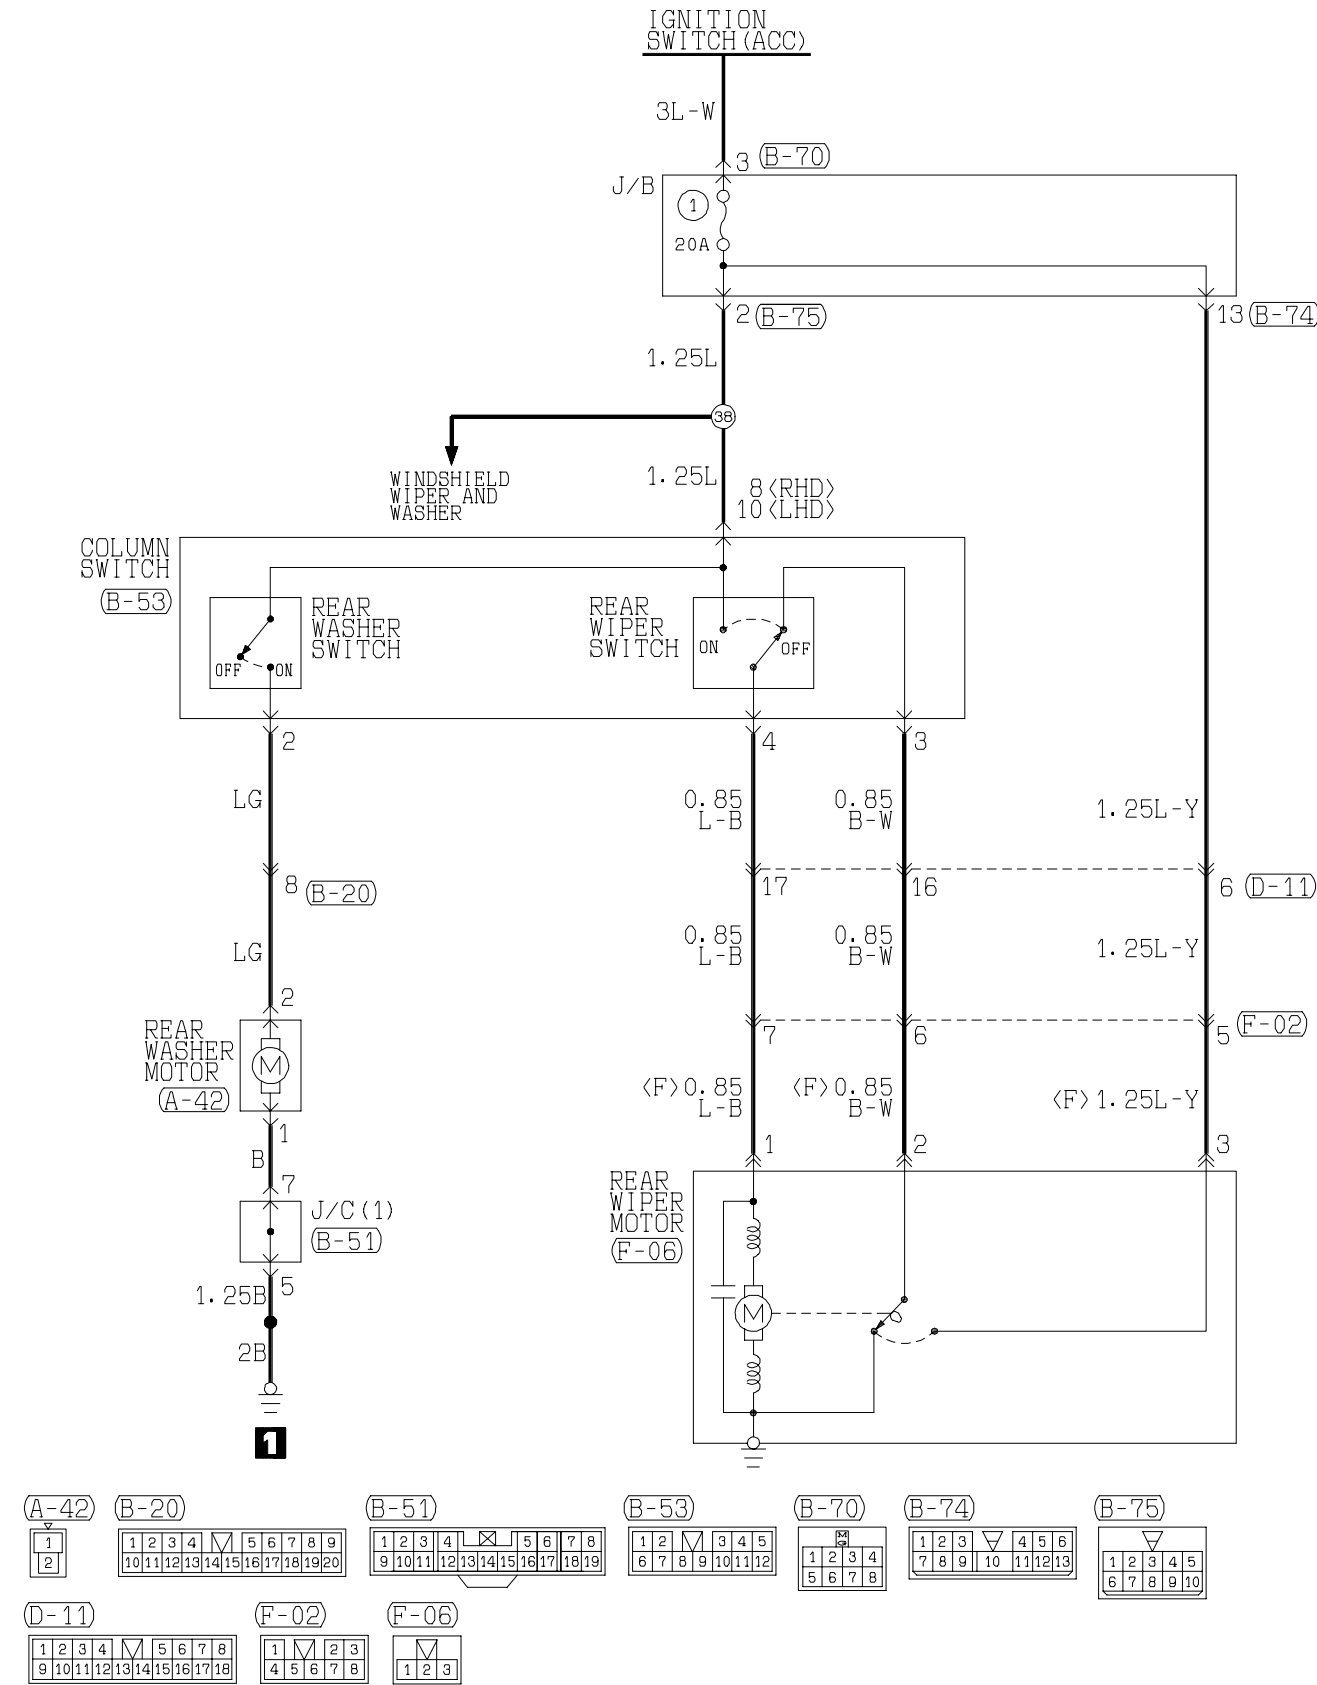 IGNITION
SWITCH(ACC)
3L-W
3 (B-70)
J/B
1
20A
2 (B-75)
13 (B-74)
1.25L
38
WINDSHIELD
WIPER AND
WASHER
1.25L
8<RHD>
10<LHD>
COLUMN
SWITCH
(B-53)
REAR
WASHER
SWITCH
OFF ON
REAR
WIPER
SWITCH
ON OFF
2
4
3
LG
0.85
L-B
0.85
B-W
1.25L-Y
8 (B-20)
17
16
6 (D-11)
LG
0.85
L-B
0.85
B-W
1.25L-Y
2
7
6
5 (F-02)
REAR
WASHER
MOTOR
(A-42)
M
<F>0.85
L-B
<F>0.85
B-W
<F>1.25L-Y
1
B
7
1
2
3
J/C(1)
(B-51)
REAR
WIPER
MOTOR
(F-06)
5
1.25B
M
2B
1
(A-42) (B-20) (B-51) (B-53) (B-70) (B-74) (B-75)
1
2
1 2 3 4 5 6 7 8 9
10 11 12 13 14 15 16 17 18 19 20
1 2 3 4 5 6 7 8
9 10 11 12 13 14 15 16 17 18 19
1 2 3 4 5
6 7 8 9 10 11 12
1 2 3 4
5 6 7 8
1 2 3 4 5 6
7 8 9 10 11 12 13
1 2 3 4 5
6 7 8 9 10
(D-11) (F-02) (F-06)
1 2 3 4 5 6 7 8
9 10 11 12 13 14 15 16 17 18
1 2 3
4 5 6 7 8
1 2 3